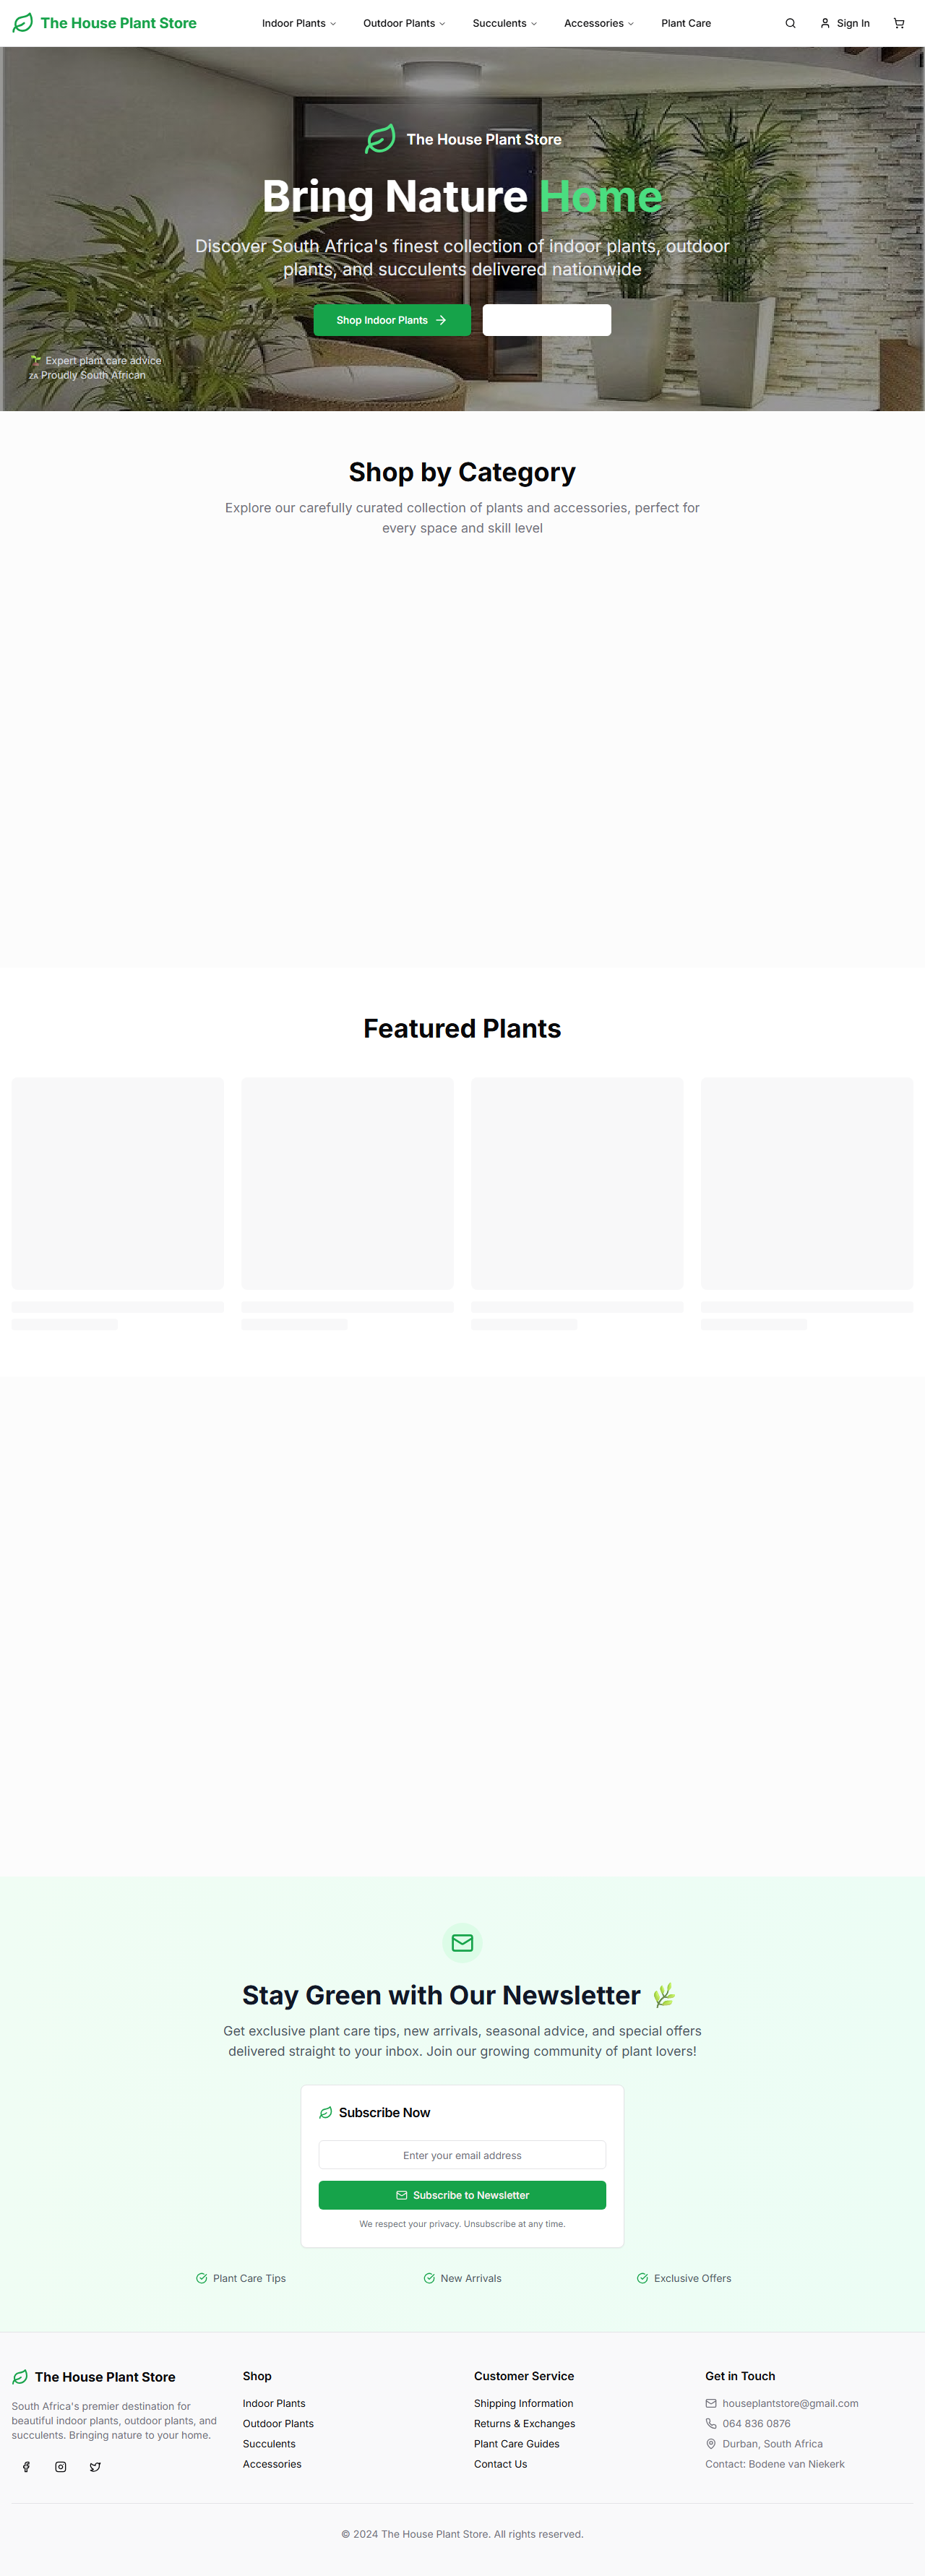 The House Plant Store
Indoor Plants
Outdoor Plants
Succulents
Accessories
Plant Care
Sign In
The House Plant Store
Bring Nature Home
Discover South Africa's finest collection of indoor plants, outdoor
plants, and succulents delivered nationwide
Shop Indoor Plants
🌱 Expert plant care advice
ZA Proudly South African
Shop by Category
Explore our carefully curated collection of plants and accessories, perfect for
every space and skill level
Featured Plants
Stay Green with Our Newsletter 🌿
Get exclusive plant care tips, new arrivals, seasonal advice, and special offers
delivered straight to your inbox. Join our growing community of plant lovers!
Subscribe Now
Enter your email address
Subscribe to Newsletter
We respect your privacy. Unsubscribe at any time.
Plant Care Tips
New Arrivals
Exclusive Offers
The House Plant Store
South Africa's premier destination for
beautiful indoor plants, outdoor plants, and
succulents. Bringing nature to your home.
Shop
Indoor Plants
Outdoor Plants
Succulents
Accessories
Customer Service
Shipping Information
Returns & Exchanges
Plant Care Guides
Contact Us
Get in Touch
houseplantstore@gmail.com
064 836 0876
Durban, South Africa
Contact: Bodene van Niekerk
© 2024 The House Plant Store. All rights reserved.